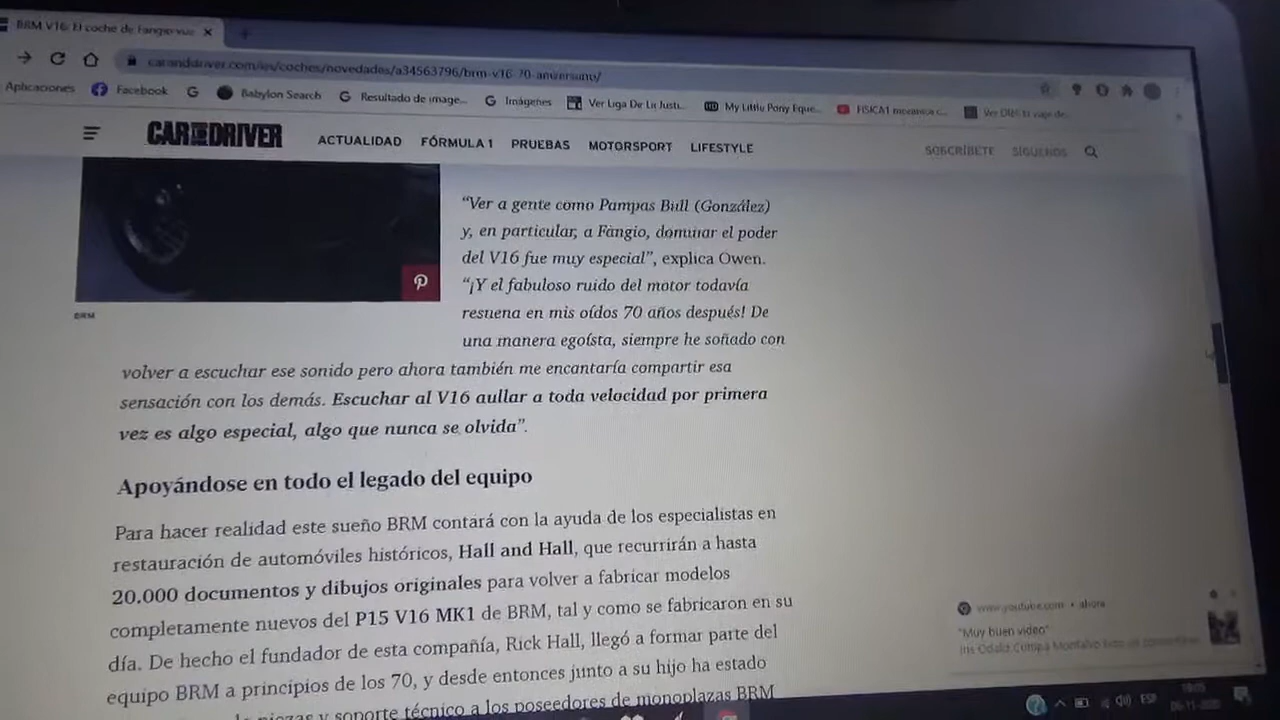 BRM V16: El coche de Fangio vue
carandriver.com/es/coches/novedades/a34563796/brm-v16-70-aniversario/
Aplicaciones Facebook Babylon Search Resultado de image... Imágenes Ver Liga De La Justi... My Little Pony Eque... FISICA1 mecanica c...
CAR AND DRIVER ACTUALIDAD FÓRMULA 1 PRUEBAS MOTORSPORT LIFESTYLE SUSCRÍBETE SÍGUENOS
“Ver a gente como Pampas Bull (González)
y, en particular, a Fangio, dominar el poder
del V16 fue muy especial”, explica Owen.
“¡Y el fabuloso ruido del motor todavía
resuena en mis oídos 70 años después! De
una manera egoísta, siempre he soñado con
BRM
volver a escuchar ese sonido pero ahora también me encantaría compartir esa
sensación con los demás. Escuchar al V16 aullar a toda velocidad por primera
vez es algo especial, algo que nunca se olvida”.
Apoyándose en todo el legado del equipo
Para hacer realidad este sueño BRM contará con la ayuda de los especialistas en
restauración de automóviles históricos, Hall and Hall, que recurrirán a hasta
20.000 documentos y dibujos originales para volver a fabricar modelos
completamente nuevos del P15 V16 MK1 de BRM, tal y como se fabricaron en su
día. De hecho el fundador de esta compañía, Rick Hall, llegó a formar parte del
equipo BRM a principios de los 70, y desde entonces junto a su hijo ha estado
piezas y soporte técnico a los poseedores de monoplazas BRM
www.youtube.com • ahora
"Muy buen video"
ESP